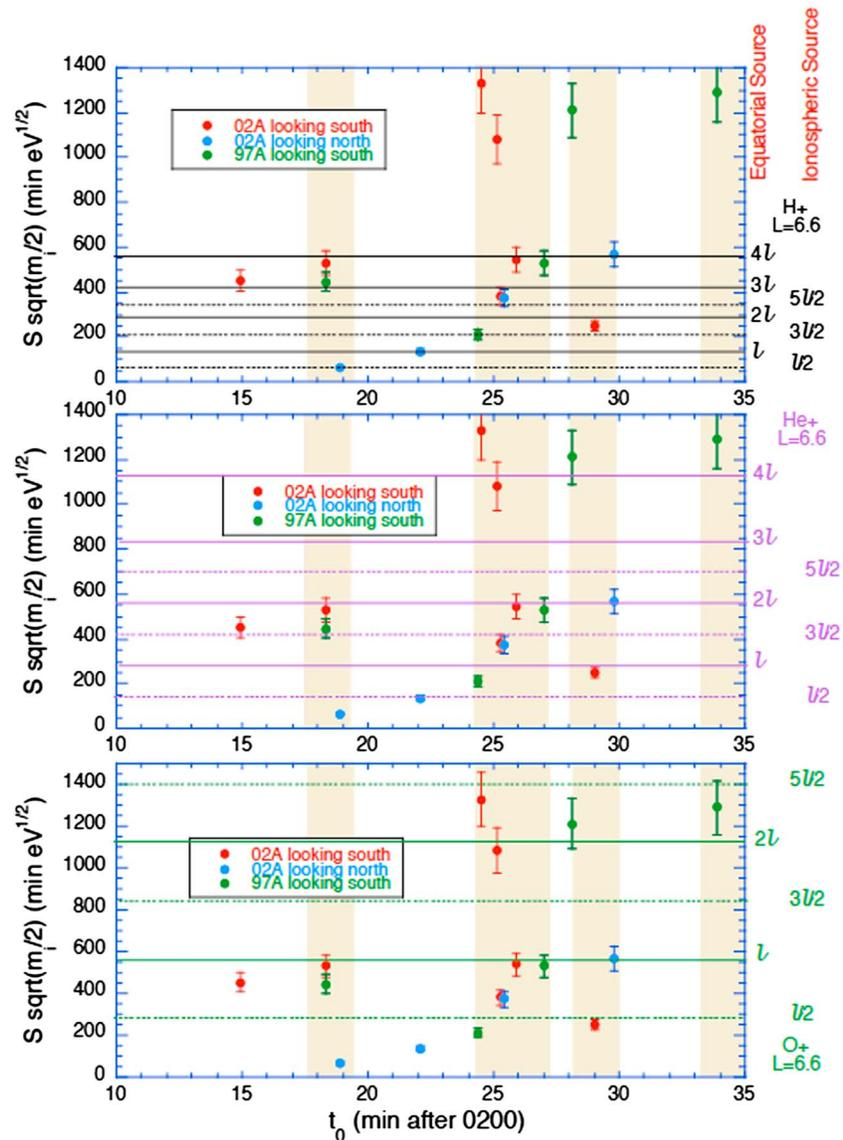 Equatorial Source
Ionospheric Source
S sqrt(m_i/2) (min eV^1/2)
1400
1200
1000
800
600
400
200
0
02A looking south
02A looking north
97A looking south
H+
L=6.6
4l
3l
5l/2
2l
3l/2
l
l/2
10 15 20 25 30 35
S sqrt(m_i/2) (min eV^1/2)
1400
1200
1000
800
600
400
200
0
02A looking south
02A looking north
97A looking south
He+
L=6.6
4l
3l
5l/2
2l
3l/2
l
l/2
10 15 20 25 30 35
S sqrt(m_i/2) (min eV^1/2)
1400
1200
1000
800
600
400
200
0
02A looking south
02A looking north
97A looking south
5l/2
2l
3l/2
l
l/2
O+
L=6.6
10 15 20 25 30 35
t_0 (min after 0200)